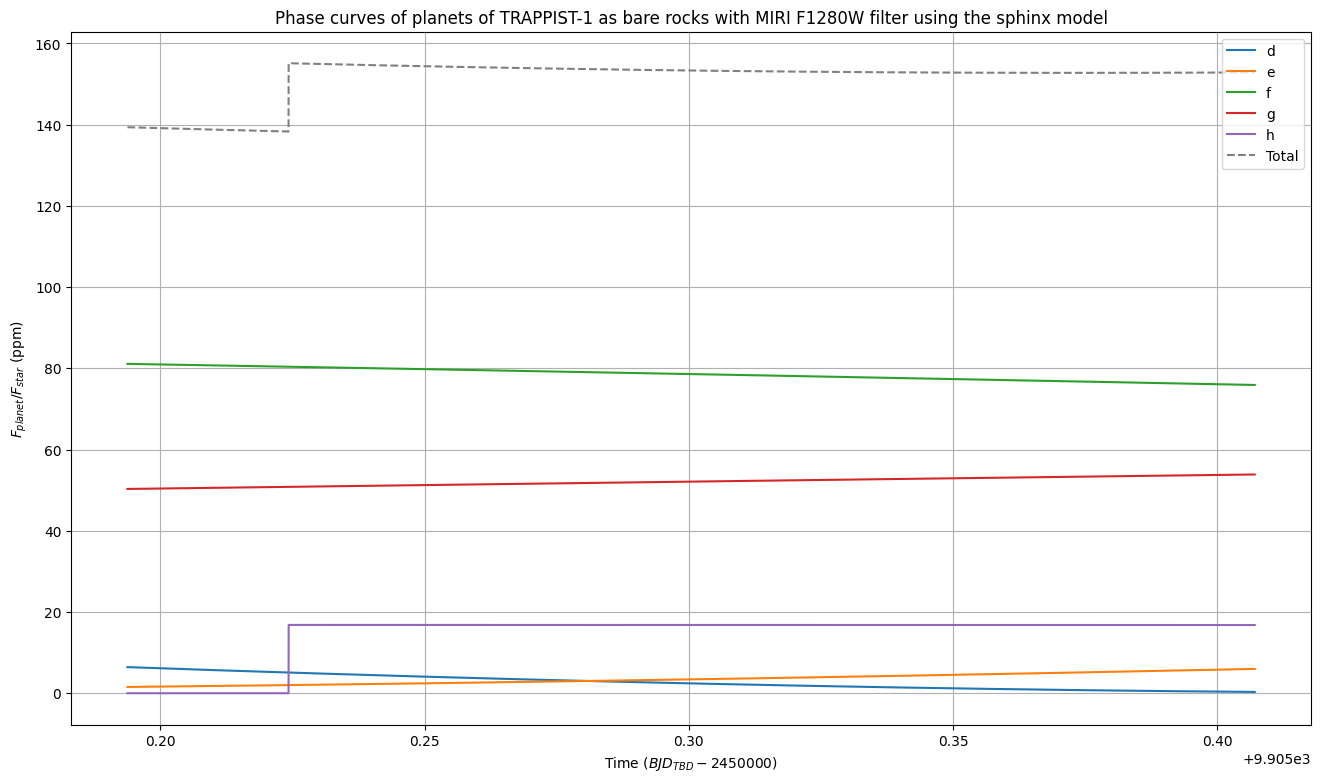 Phase curves of planets of TRAPPIST-1 as bare rocks with MIRI F1280W filter using the sphinx model
160
140
120
100
80
60
40
20
0
F_planet/F_star (ppm)
d
e
f
g
h
Total
0.20
0.25
0.30
0.35
0.40
+9.905e3
Time (BJD_TBD − 2450000)